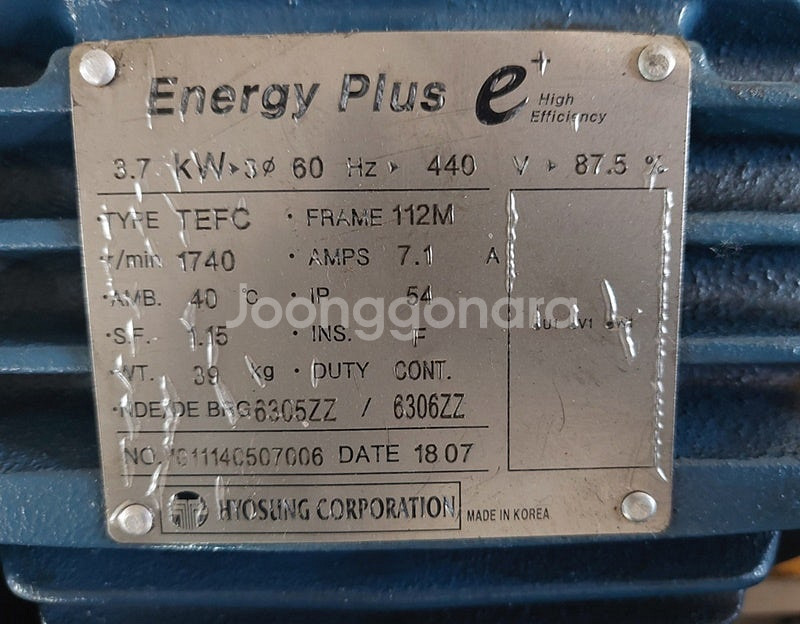 Energy Plus e+
High
Efficiency
3.7 kW ▸ 3ø 60 Hz ▸ 440 V ▸ 87.5 %
TYPE TEFC · FRAME 112M
· r/min 1740 · AMPS 7.1 A
· AMB. 40 °C · IP 54
· S.F. 1.15 · INS. F
· WT. 39 kg · DUTY CONT.
· NDE/DE BRG 6305ZZ / 6306ZZ
NO. DATE 18 07
HYOSUNG CORPORATION MADE IN KOREA
Joonggonara